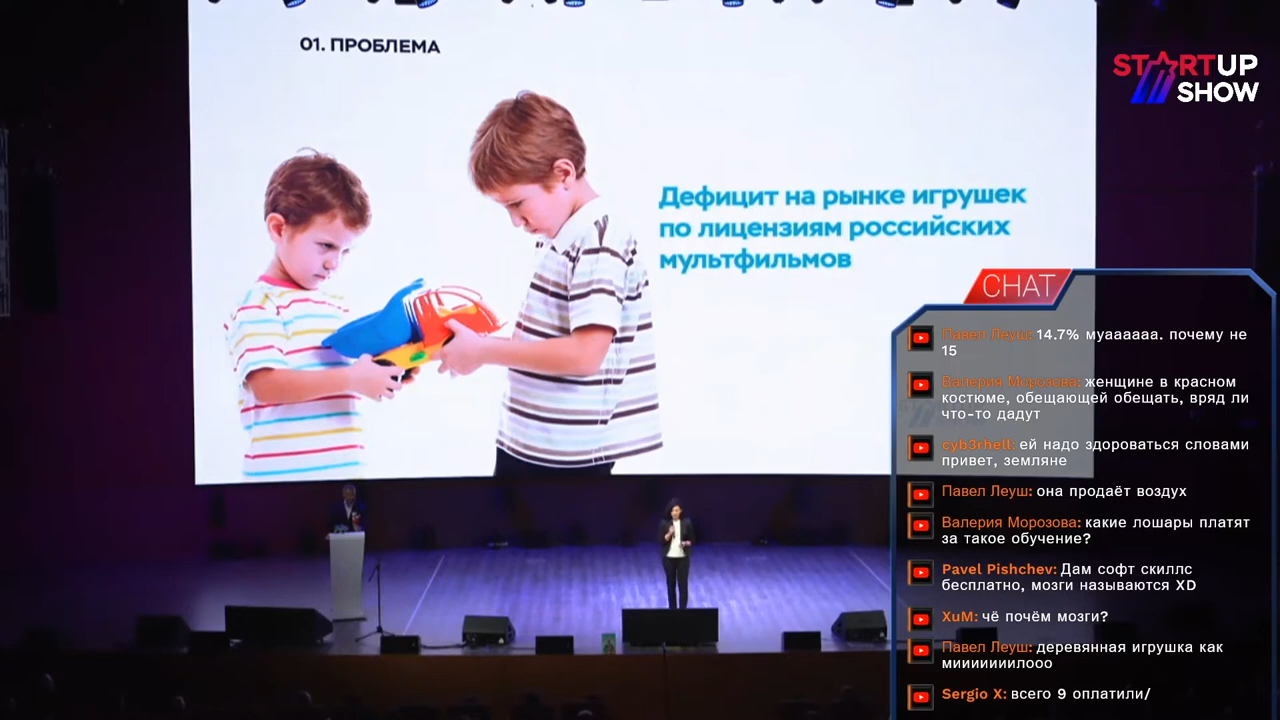 01. ПРОБЛЕМА
Дефицит на рынке игрушек
по лицензиям российских
мультфильмов
STARTUP
SHOW
CHAT
Павел Леуш: 14.7% муаааааа. почему не
15
Валерия Морозова: женщине в красном
костюме, обещающей обещать, вряд ли
что-то дадут
cyb3rhell: ей надо здороваться словами
привет, земляне
Павел Леуш: она продаёт воздух
Валерия Морозова: какие лошары платят
за такое обучение?
Pavel Pishchev: Дам софт скиллс
бесплатно, мозги называются XD
XuM: чё почём мозги?
Павел Леуш: деревянная игрушка как
миииииииилооо
Sergio X: всего 9 оплатили/